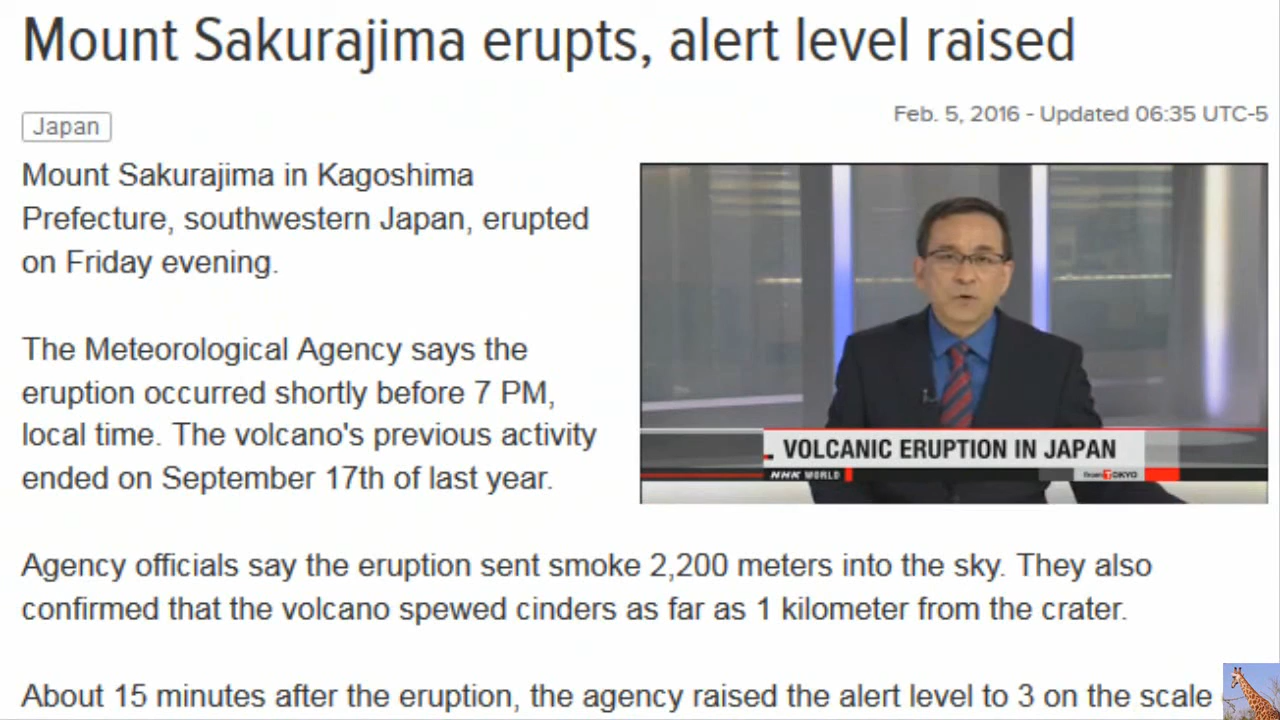 Mount Sakurajima erupts, alert level raised
Japan
Feb. 5, 2016 - Updated 06:35 UTC-5
Mount Sakurajima in Kagoshima
Prefecture, southwestern Japan, erupted
on Friday evening.
The Meteorological Agency says the
eruption occurred shortly before 7 PM,
local time. The volcano's previous activity
ended on September 17th of last year.
VOLCANIC ERUPTION IN JAPAN
NHK WORLD
from TOKYO
Agency officials say the eruption sent smoke 2,200 meters into the sky. They also
confirmed that the volcano spewed cinders as far as 1 kilometer from the crater.
About 15 minutes after the eruption, the agency raised the alert level to 3 on the scale